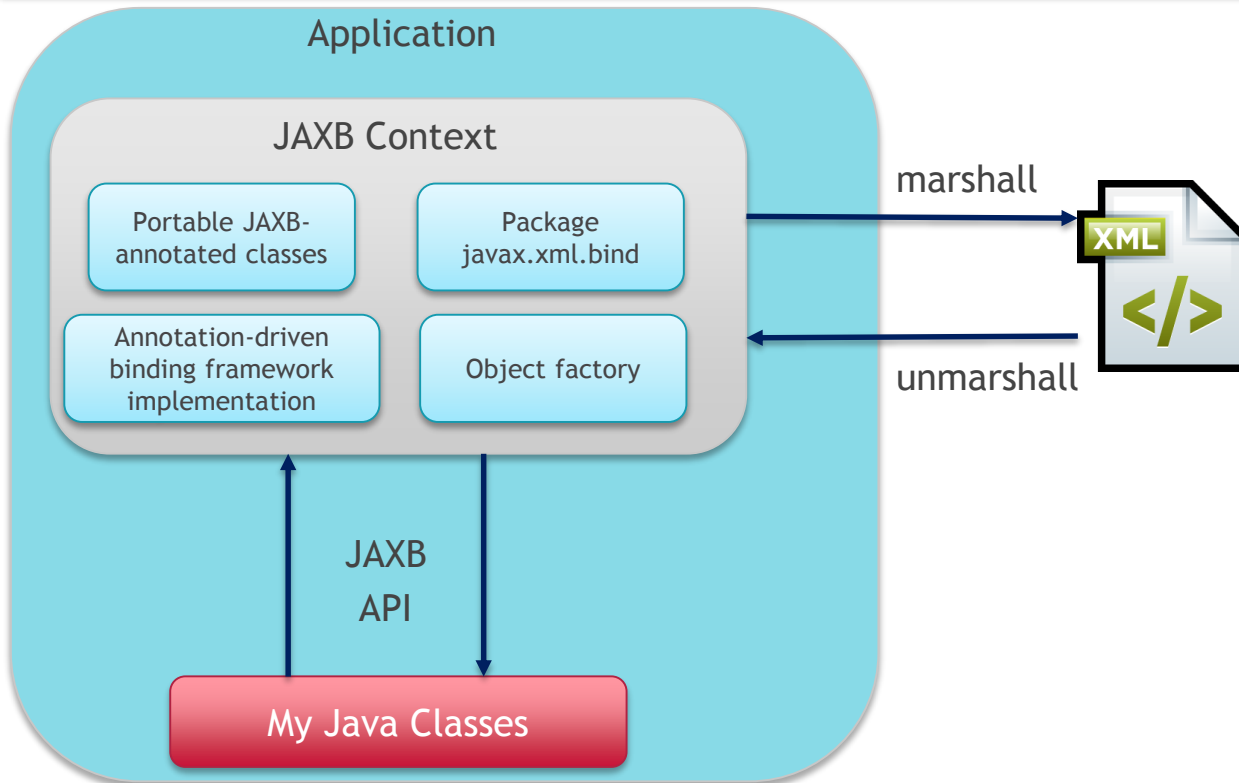 Application
JAXB Context
Portable JAXB-
annotated classes
Package
javax.xml.bind
Annotation-driven
binding framework
implementation
Object factory
marshall
XML
</>
unmarshall
JAXB
API
My Java Classes